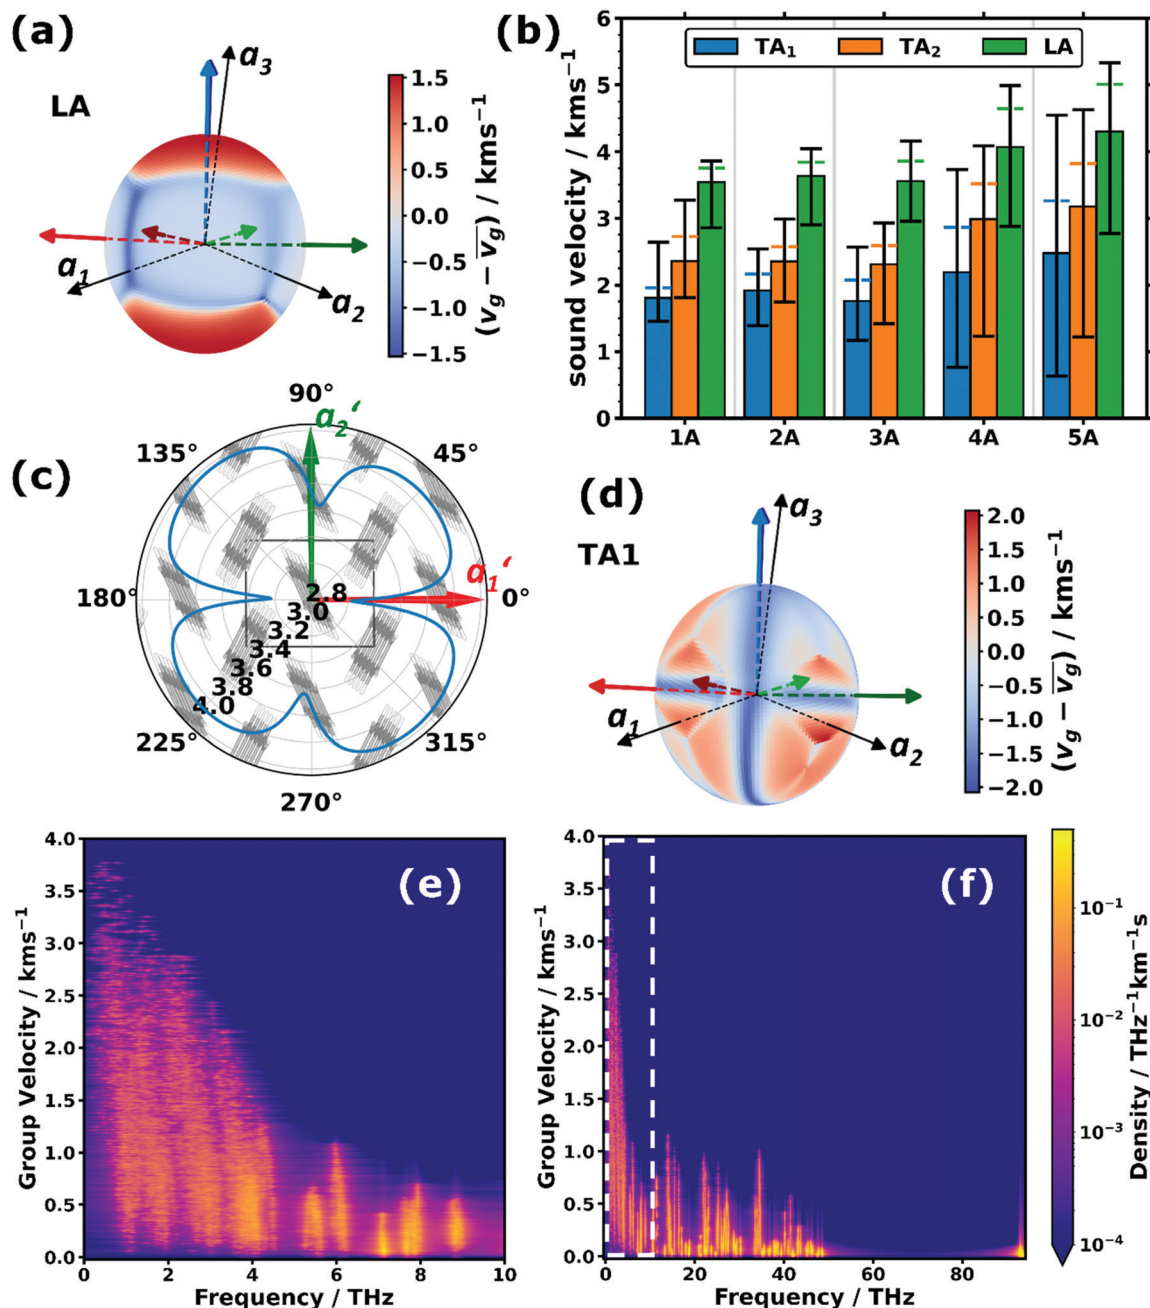 (a)
LA
a₃
a₁
a₂
1.5
1.0
0.5
0.0
−0.5
−1.0
−1.5
(v_g − v̅_g) / kms⁻¹
(b)
sound velocity / kms⁻¹
6
5
4
3
2
1
0
TA₁ TA₂ LA
1A 2A 3A 4A 5A
(c)
90°
a₂‘
135° 45°
180° a₁‘ 0°
2.8
3.0
3.2
3.4
3.6
3.8
4.0
225° 315°
270°
(d)
TA1
a₃
a₁
a₂
2.0
1.5
1.0
0.5
0.0
−0.5
−1.0
−1.5
−2.0
(v_g − v̅_g) / kms⁻¹
(e)
Group Velocity / kms⁻¹
4.0
3.5
3.0
2.5
2.0
1.5
1.0
0.5
0.0
0 2 4 6 8 10
Frequency / THz
(f)
Group Velocity / kms⁻¹
4.0
3.5
3.0
2.5
2.0
1.5
1.0
0.5
0.0
0 20 40 60 80
Frequency / THz
10⁻¹
10⁻²
10⁻³
10⁻⁴
Density / THz⁻¹km⁻¹s